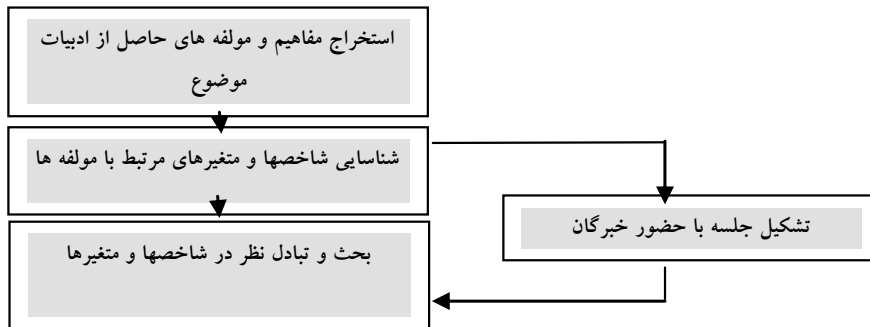 استخراج مفاهیم و مولفه های حاصل از ادبیات
موضوع
شناسایی شاخصها و متغیرهای مرتبط با مولفه ها
تشکیل جلسه با حضور خبرگان
بحث و تبادل نظر در شاخصها و متغیرها